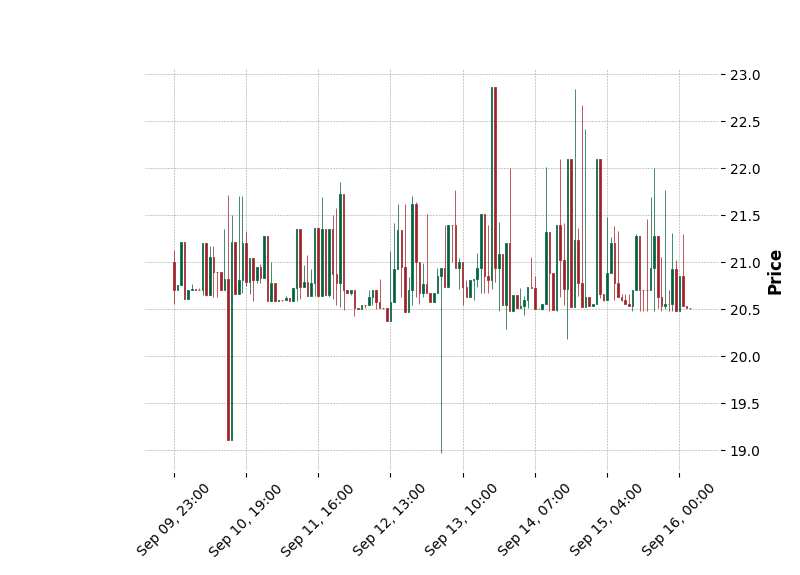 23.0
22.5
22.0
21.5
21.0
20.5
20.0
19.5
19.0
Price
Sep 09, 23:00
Sep 10, 19:00
Sep 11, 16:00
Sep 12, 13:00
Sep 13, 10:00
Sep 14, 07:00
Sep 15, 04:00
Sep 16, 00:00